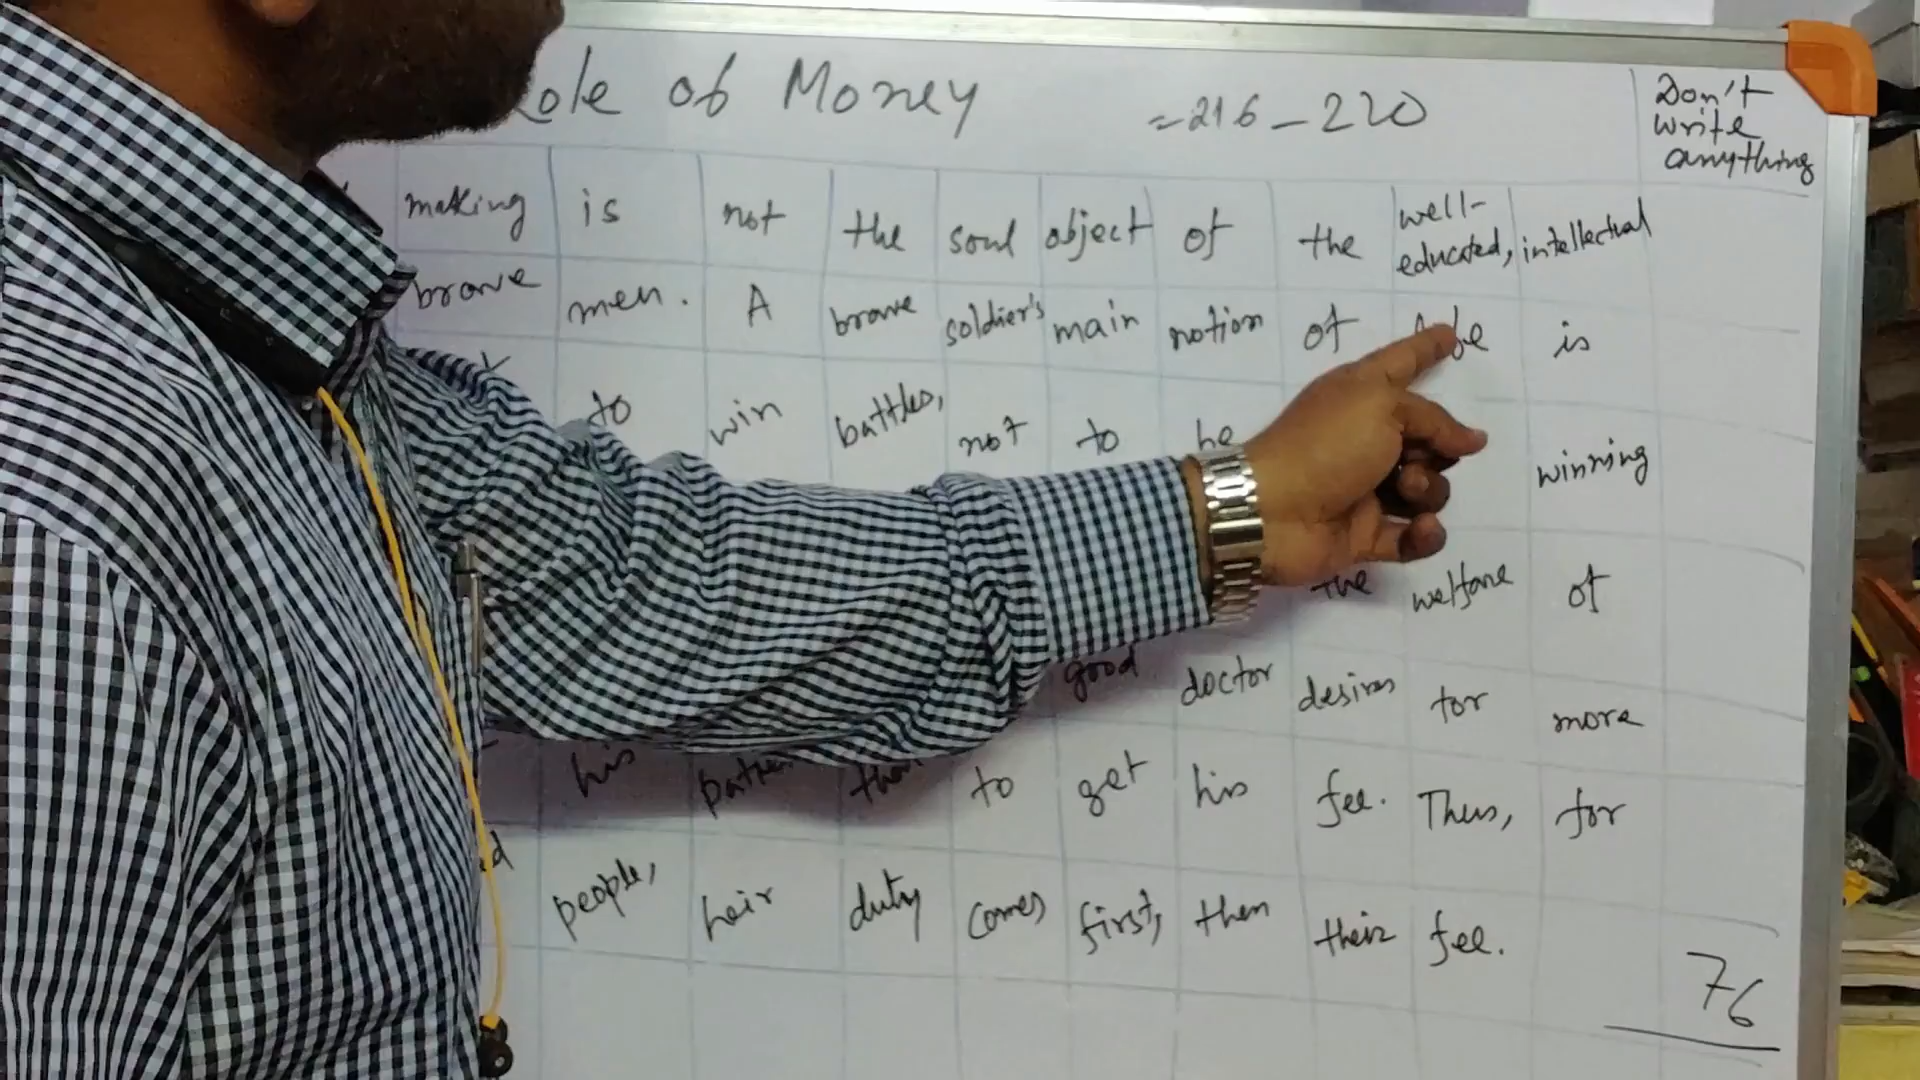 Role of Money =216-220
Don't
write
anything
making is not the soul object of the well-educated, intellectual
brave men. A brave soldier's main notion of is
to win battles, not to be winning
the welfare of
good doctor desires for more
his to get his fee. Thus, for
people, heir duty comes first, then their fee.
76